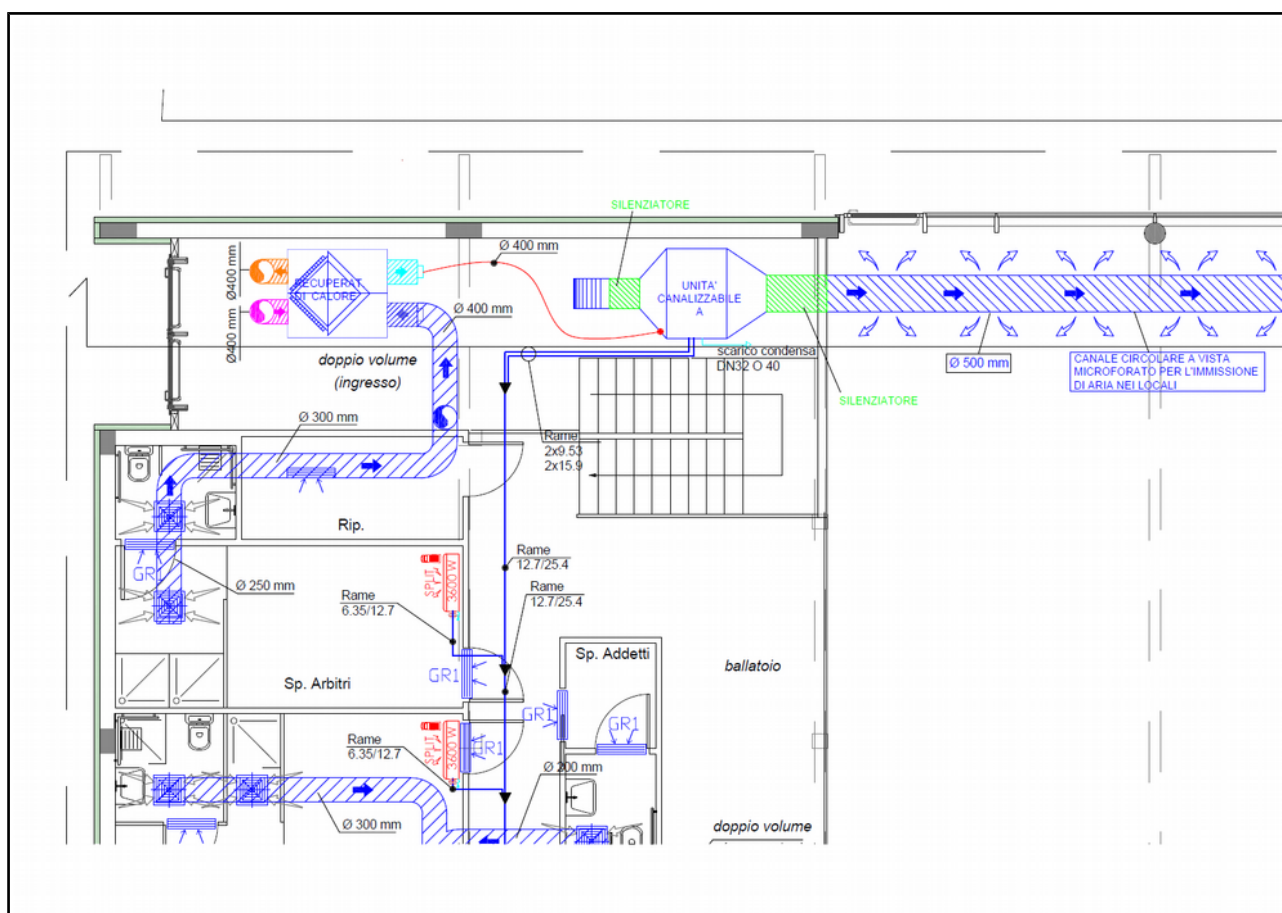 SILENZIATORE
Ø 400 mm
Ø400 mm
Ø400 mm
RECUPERAT
DI CALORE
UNITA'
CANALIZZABILE
A
Ø 400 mm
doppio volume
(ingresso)
scarico condensa
DN32 O 40
Ø 500 mm
CANALE CIRCOLARE A VISTA
MICROFORATO PER L'IMMISSIONE
DI ARIA NEI LOCALI
SILENZIATORE
Ø 300 mm
Rame
2x9.53
2x15.9
Rip.
GR1
Ø 250 mm
SPLIT
3600 W
Rame
12.7/25.4
Rame
12.7/25.4
Rame
6.35/12.7
Sp. Arbitri
GR1
Sp. Addetti
ballatoio
GR1
GR1
SPLIT
3600 W
GR1
Rame
6.35/12.7
Ø 200 mm
Ø 300 mm
doppio volume